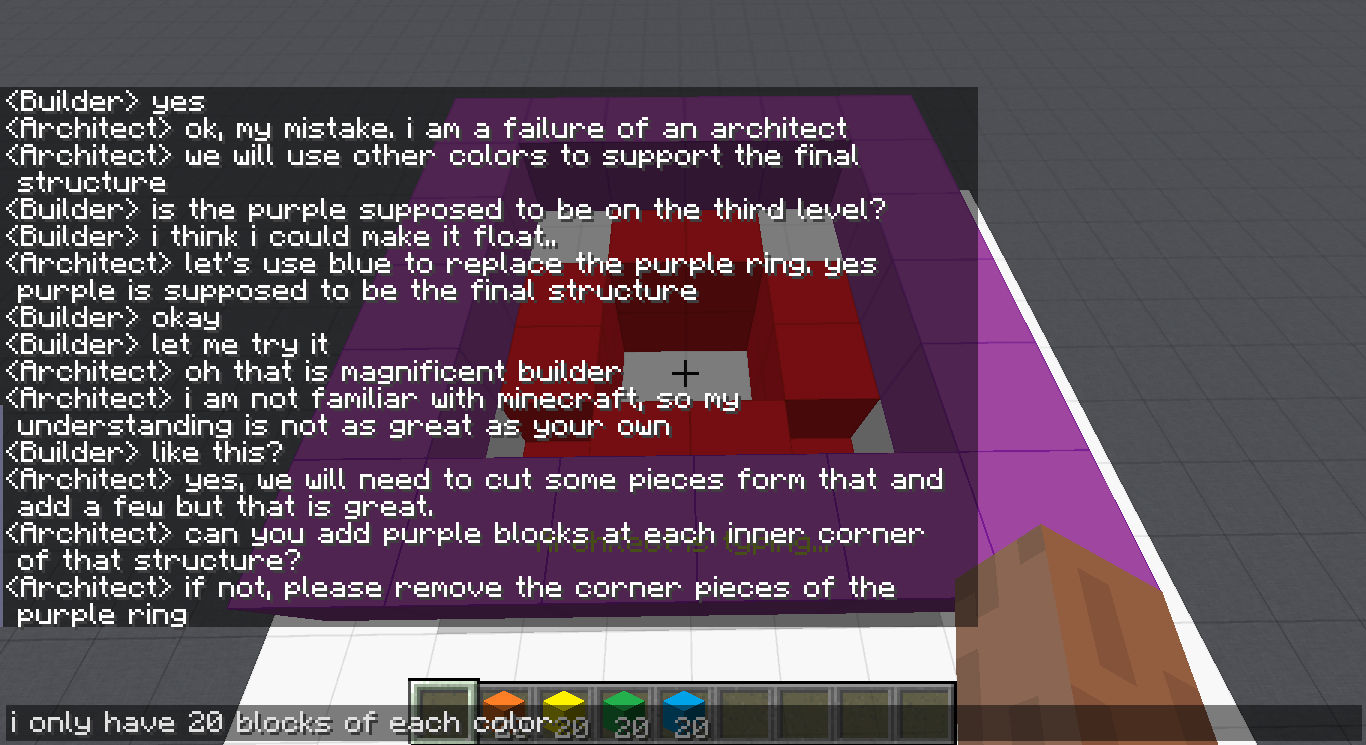 <Builder> yes
<Architect> ok, my mistake. i am a failure of an architect
<Architect> we will use other colors to support the final
structure
<Builder> is the purple supposed to be on the third level?
<Builder> i think i could make it float..
<Architect> let's use blue to replace the purple ring. yes
purple is supposed to be the final structure
<Builder> okay
<Builder> let me try it
<Architect> oh that is magnificent builder
<Architect> i am not familiar with minecraft, so my
understanding is not as great as your own
<Builder> like this?
<Architect> yes, we will need to cut some pieces form that and
add a few but that is great.
<Architect> can you add purple blocks at each inner corner
Architect is typing...
of that structure?
<Architect> if not, please remove the corner pieces of the
purple ring
i only have 20 blocks of each color
20 20 20 20